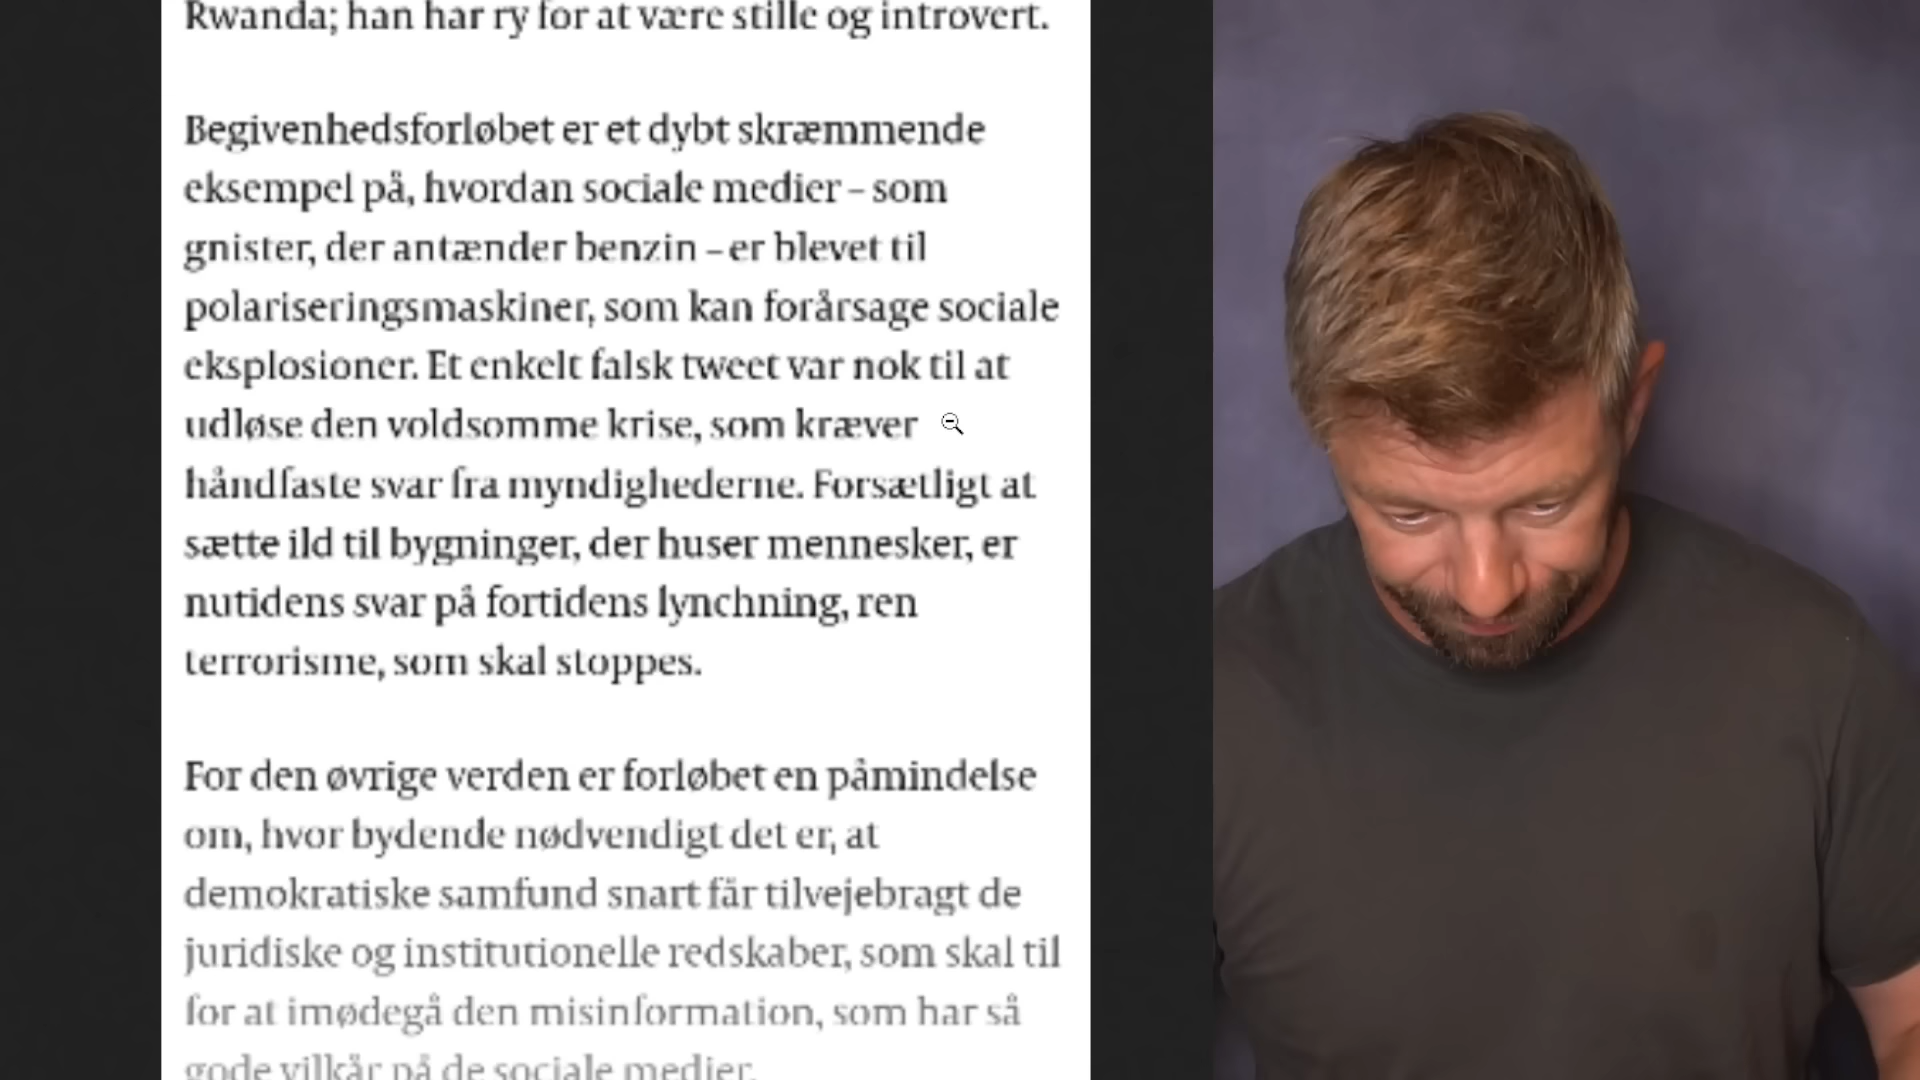 Rwanda; han har ry for at være stille og introvert.
Begivenhedsforløbet er et dybt skræmmende
eksempel på, hvordan sociale medier – som
gnister, der antænder benzin – er blevet til
polariseringsmaskiner, som kan forårsage sociale
eksplosioner. Et enkelt falsk tweet var nok til at
udløse den voldsomme krise, som kræver
håndfaste svar fra myndighederne. Forsætligt at
sætte ild til bygninger, der huser mennesker, er
nutidens svar på fortidens lynchning, ren
terrorisme, som skal stoppes.
For den øvrige verden er forløbet en påmindelse
om, hvor bydende nødvendigt det er, at
demokratiske samfund snart får tilvejebragt de
juridiske og institutionelle redskaber, som skal til
for at imødegå den misinformation, som har så
gode vilkår på de sociale medier.